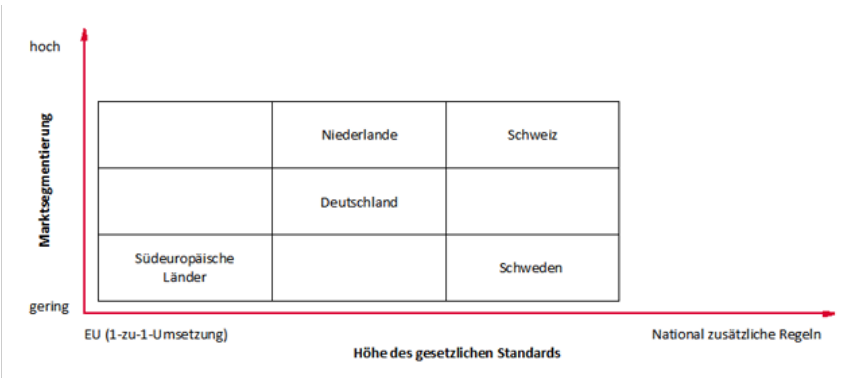 hoch
Marktsegmentierung
Niederlande
Schweiz
Deutschland
Südeuropäische
Länder
Schweden
gering
EU (1-zu-1-Umsetzung)
National zusätzliche Regeln
Höhe des gesetzlichen Standards